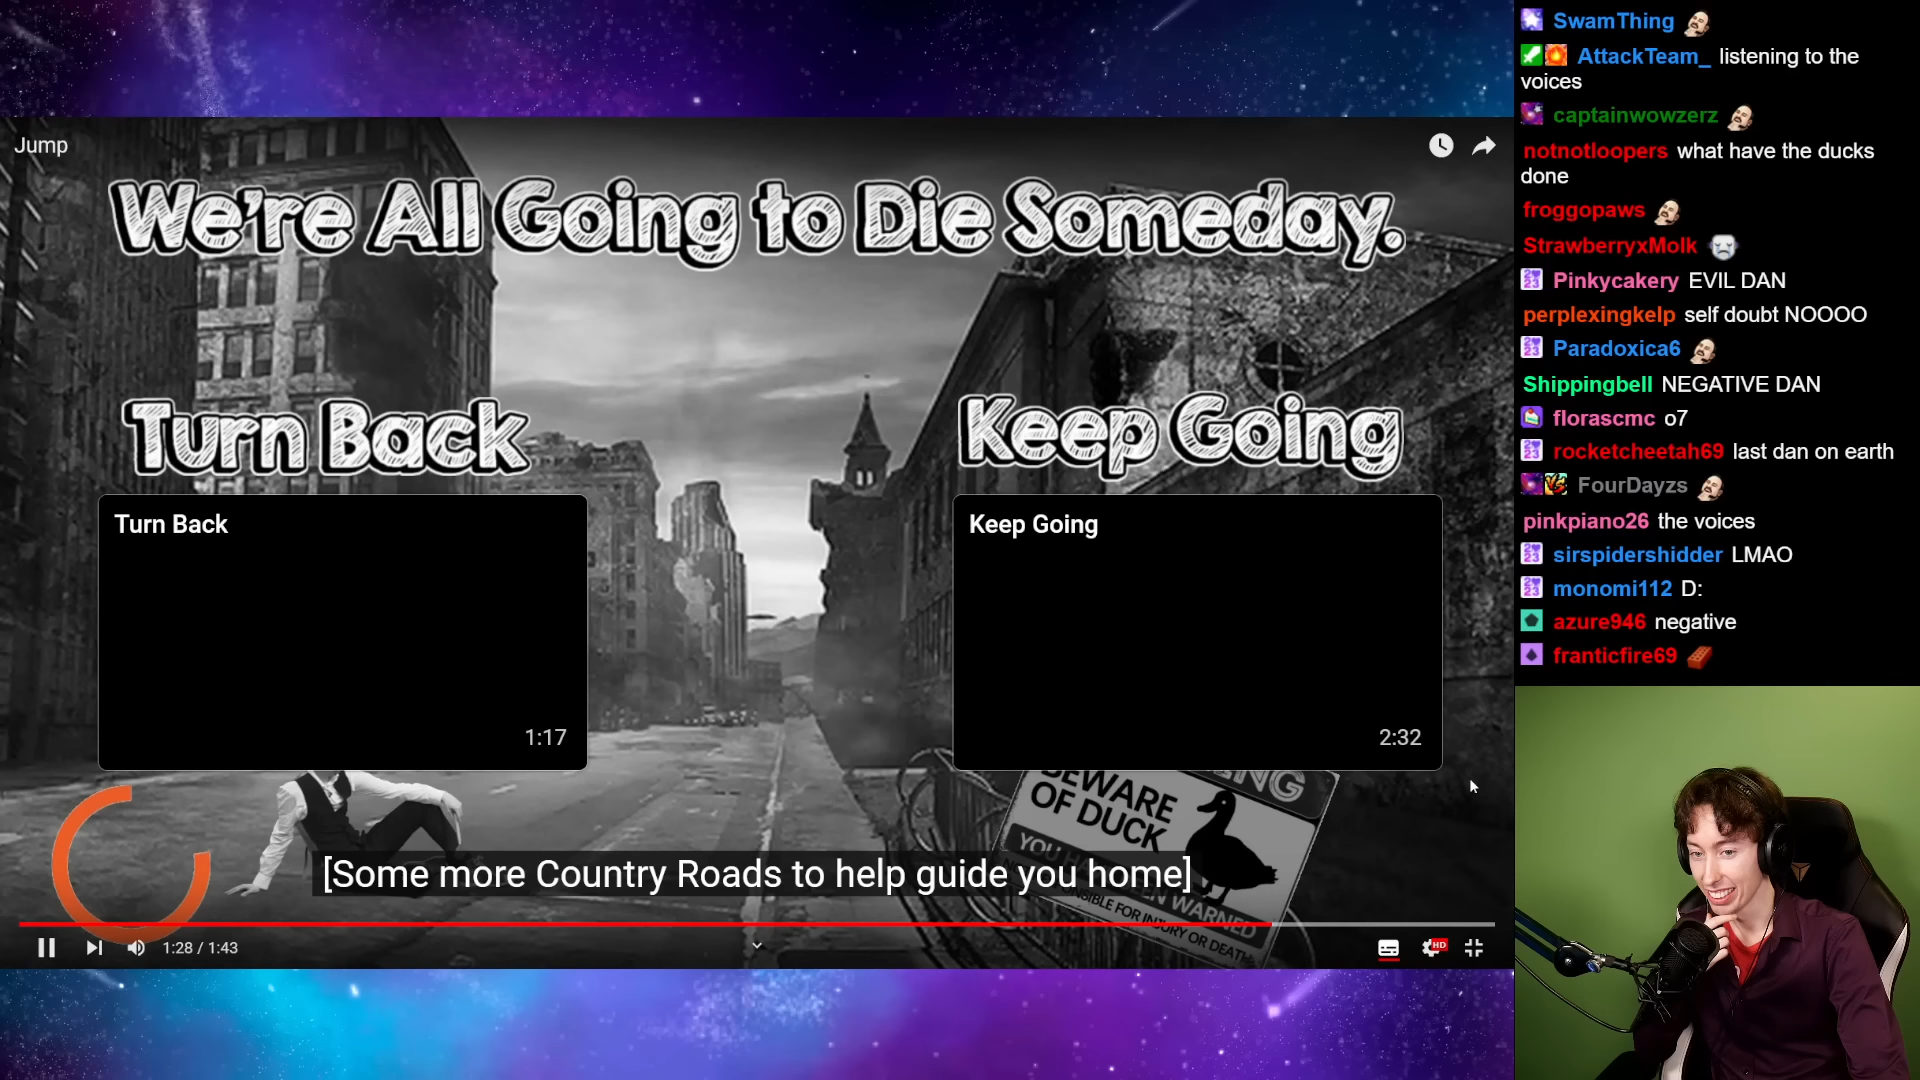 Jump
We're All Going to Die Someday.
Turn Back
Keep Going
Turn Back
Keep Going
1:17
2:32
BEWARE
OF DUCK
WARNED
OR DEATH
[Some more Country Roads to help guide you home]
1:28 / 1:43
HD
SwamThing
AttackTeam_ listening to the
voices
captainwowzerz
notnotloopers what have the ducks
done
froggopaws
StrawberryxMolk
Pinkycakery EVIL DAN
perplexingkelp self doubt NOOOO
Paradoxica6
Shippingbell NEGATIVE DAN
florascmc o7
rocketcheetah69 last dan on earth
FourDayzs
pinkpiano26 the voices
sirspidershidder LMAO
monomi112 D:
azure946 negative
franticfire69